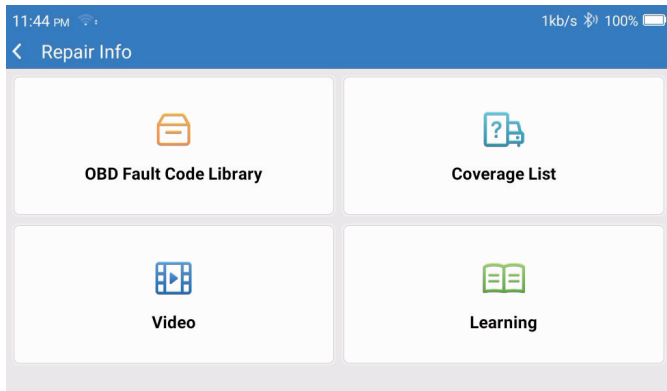 11:44 PM 1kb/s 100%
Repair Info
OBD Fault Code Library
Coverage List
Video
Learning